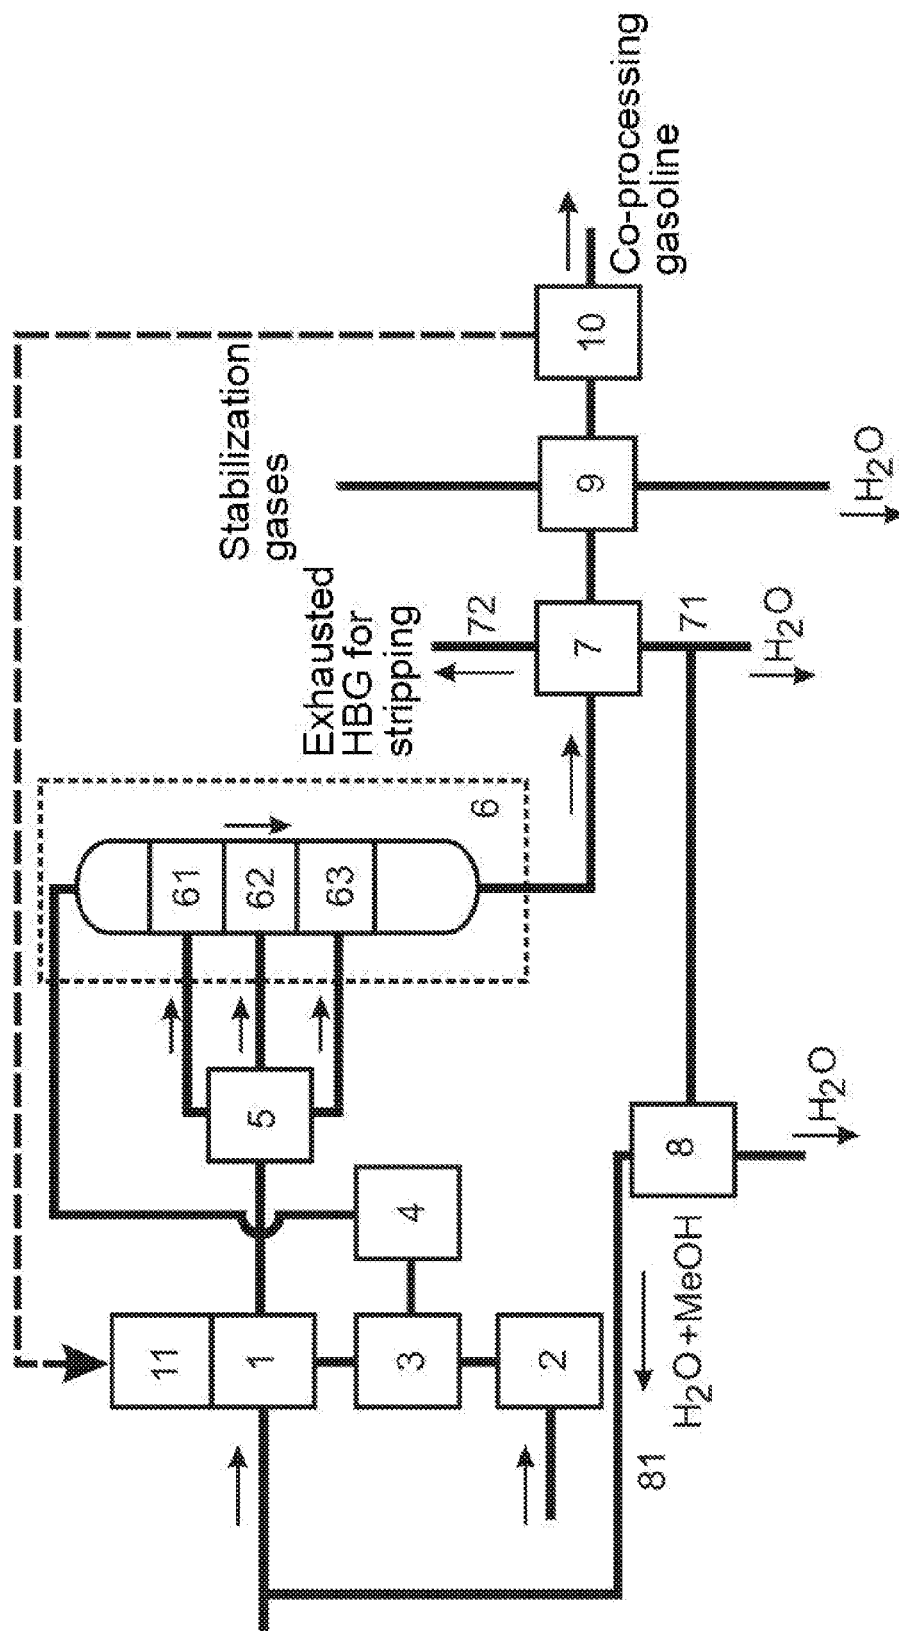 11
1
3
2
4
5
61
62
63
6
Exhausted
HBG for
stripping
72
7
71
H2O
Stabilization
gases
9
H2O
10
Co-processing
gasoline
8
H2O
H2O+MeOH
81